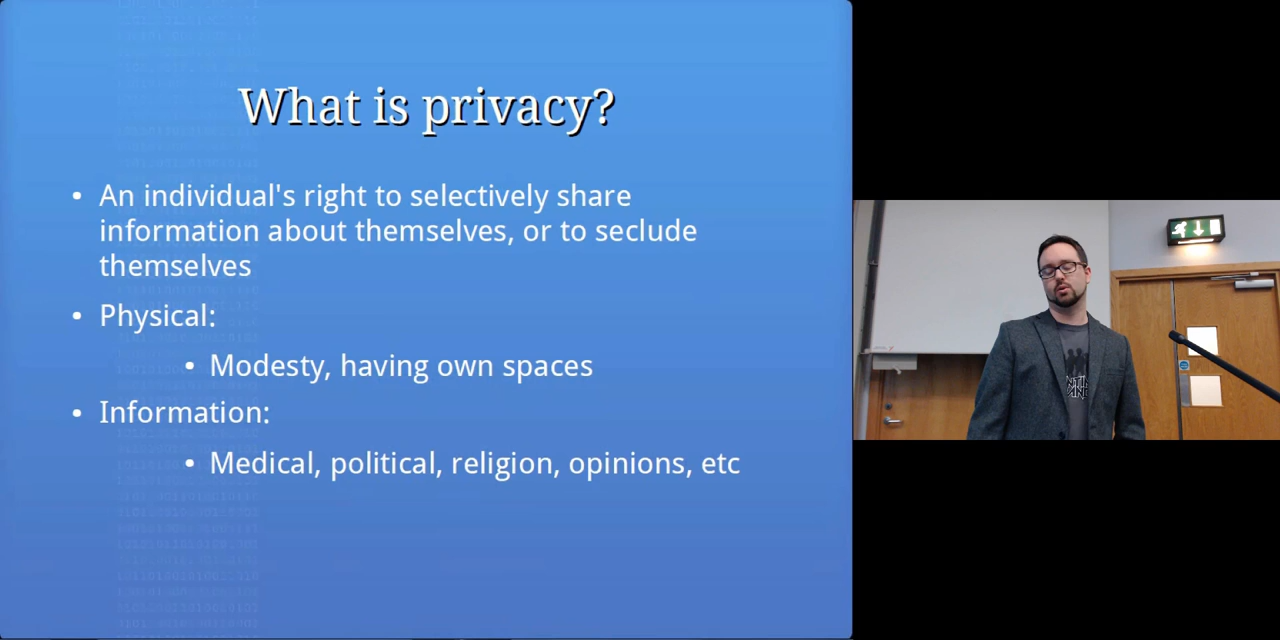 What is privacy?
• An individual's right to selectively share
information about themselves, or to seclude
themselves
• Physical:
• Modesty, having own spaces
• Information:
• Medical, political, religion, opinions, etc